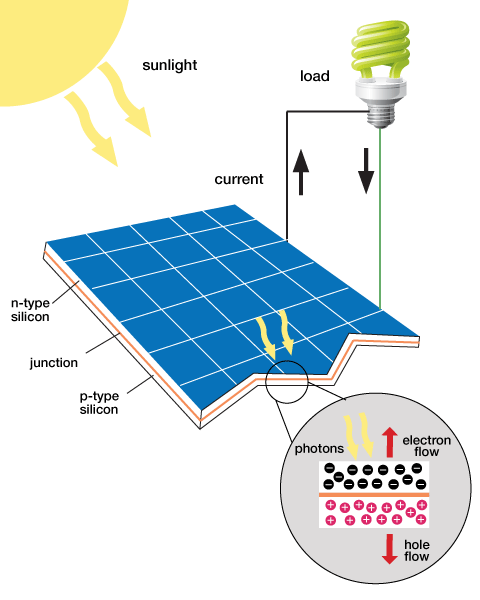 sunlight
load
current
n-type
silicon
junction
p-type
silicon
photons
electron
flow
hole
flow